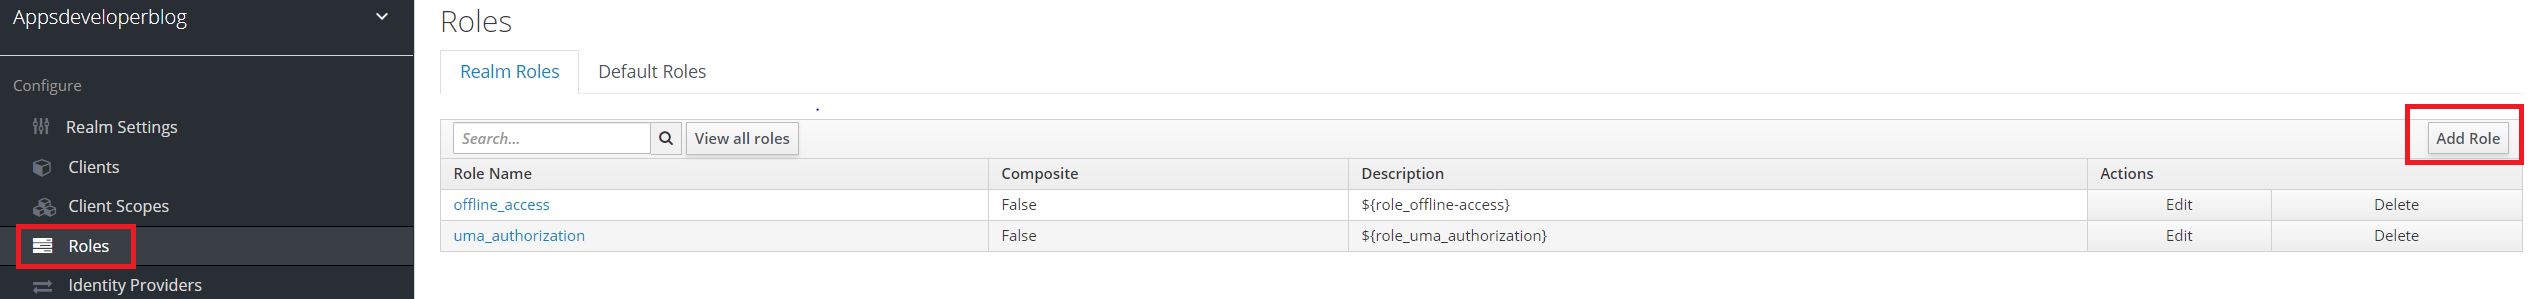 Appsdeveloperblog
Configure
Realm Settings
Clients
Client Scopes
Roles
Identity Providers
Roles
Realm Roles Default Roles
Search... View all roles Add Role
Role Name Composite Description Actions
offline_access False ${role_offline-access} Edit Delete
uma_authorization False ${role_uma_authorization} Edit Delete